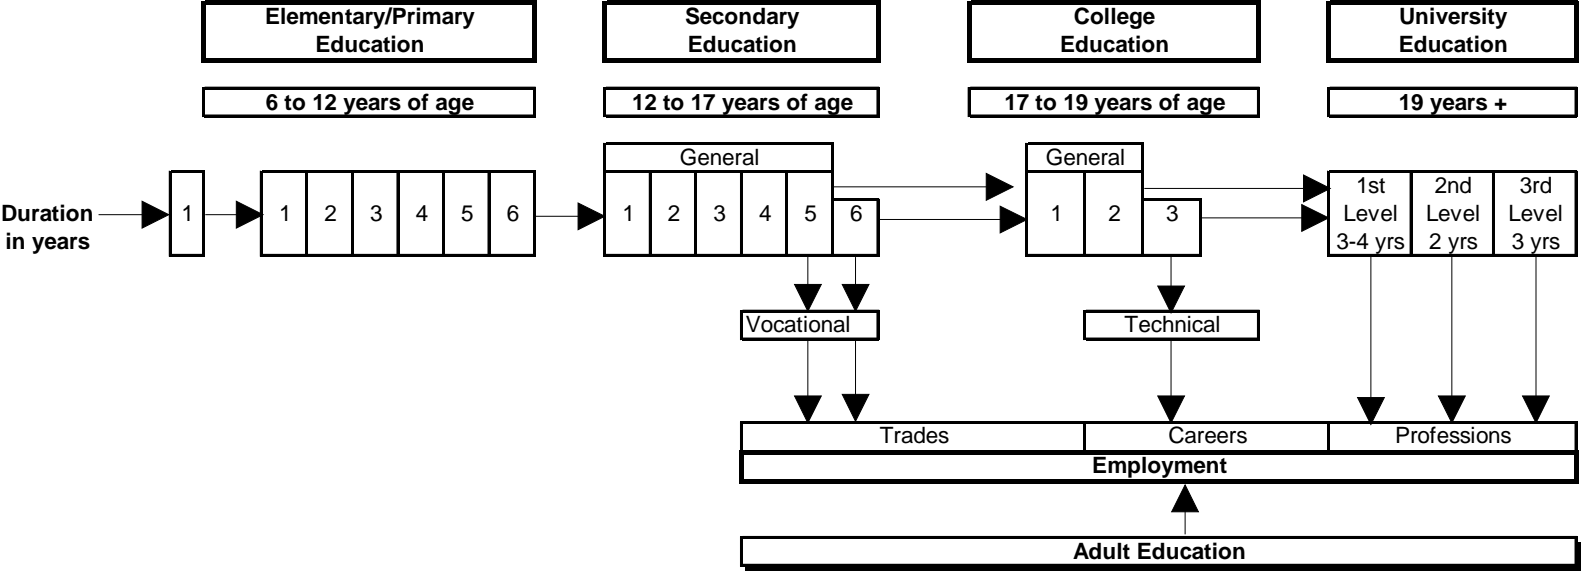 Elementary/Primary
Education
Secondary
Education
College
Education
University
Education
6 to 12 years of age
12 to 17 years of age
17 to 19 years of age
19 years +
General
General
Duration
in years
1
1 2 3 4 5 6
1 2 3 4 5 6
1 2 3
1st
Level
3-4 yrs
2nd
Level
2 yrs
3rd
Level
3 yrs
Vocational
Technical
Trades
Careers
Professions
Employment
Adult Education